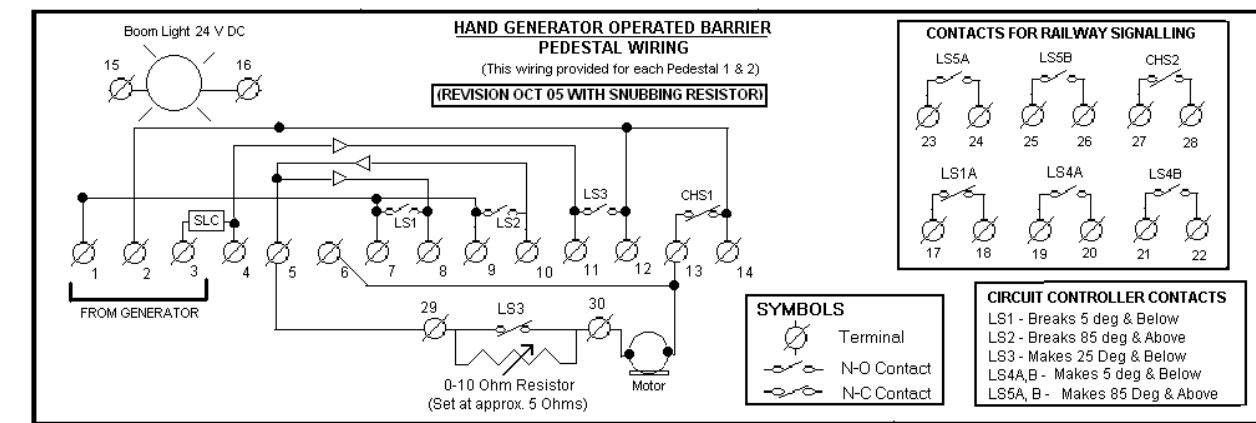 HAND GENERATOR OPERATED BARRIER
PEDESTAL WIRING
(This wiring provided for each Pedestal 1 & 2)
(REVISION OCT 05 WITH SNUBBING RESISTOR)
Boom Light 24 V DC
15 16
SLC
LS1 LS2 LS3 CHS1
1 2 3 4 5 6 7 8 9 10 11 12 13 14
FROM GENERATOR
29 LS3 30
0-10 Ohm Resistor
(Set at approx. 5 Ohms)
Motor
CONTACTS FOR RAILWAY SIGNALLING
LS5A LS5B CHS2
23 24 25 26 27 28
LS1A LS4A LS4B
17 18 19 20 21 22
SYMBOLS
Terminal
N-O Contact
N-C Contact
CIRCUIT CONTROLLER CONTACTS
LS1 - Breaks 5 deg & Below
LS2 - Breaks 85 deg & Above
LS3 - Makes 25 Deg & Below
LS4A,B - Makes 5 deg & Below
LS5A, B - Makes 85 Deg & Above